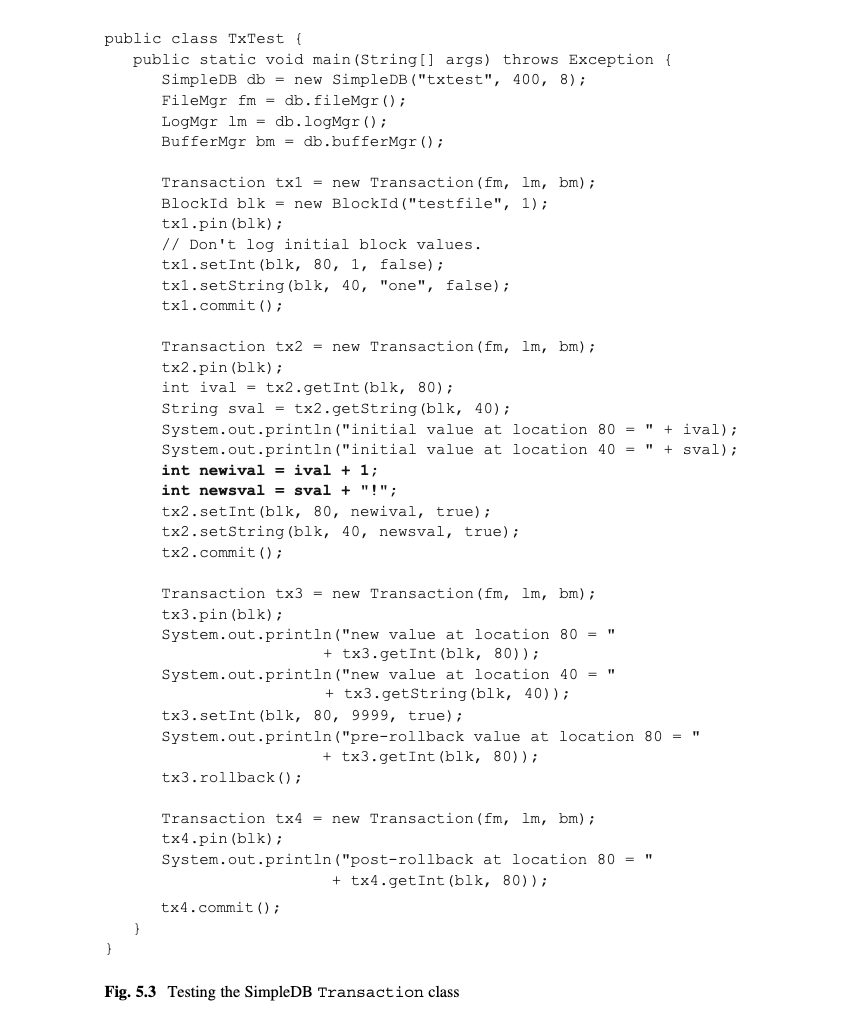 public class TxTest {
   public static void main(String[] args) throws Exception {
      SimpleDB db = new SimpleDB("txtest", 400, 8);
      FileMgr fm = db.fileMgr();
      LogMgr lm = db.logMgr();
      BufferMgr bm = db.bufferMgr();

      Transaction tx1 = new Transaction(fm, lm, bm);
      BlockId blk = new BlockId("testfile", 1);
      tx1.pin(blk);
      // Don't log initial block values.
      tx1.setInt(blk, 80, 1, false);
      tx1.setString(blk, 40, "one", false);
      tx1.commit();

      Transaction tx2 = new Transaction(fm, lm, bm);
      tx2.pin(blk);
      int ival = tx2.getInt(blk, 80);
      String sval = tx2.getString(blk, 40);
      System.out.println("initial value at location 80 = " + ival);
      System.out.println("initial value at location 40 = " + sval);
      int newival = ival + 1;
      int newsval = sval + "!";
      tx2.setInt(blk, 80, newival, true);
      tx2.setString(blk, 40, newsval, true);
      tx2.commit();

      Transaction tx3 = new Transaction(fm, lm, bm);
      tx3.pin(blk);
      System.out.println("new value at location 80 = "
                       + tx3.getInt(blk, 80));
      System.out.println("new value at location 40 = "
                       + tx3.getString(blk, 40));
      tx3.setInt(blk, 80, 9999, true);
      System.out.println("pre-rollback value at location 80 = "
                       + tx3.getInt(blk, 80));
      tx3.rollback();

      Transaction tx4 = new Transaction(fm, lm, bm);
      tx4.pin(blk);
      System.out.println("post-rollback at location 80 = "
                        + tx4.getInt(blk, 80));
      tx4.commit();
   }
}
Fig. 5.3 Testing the SimpleDB Transaction class